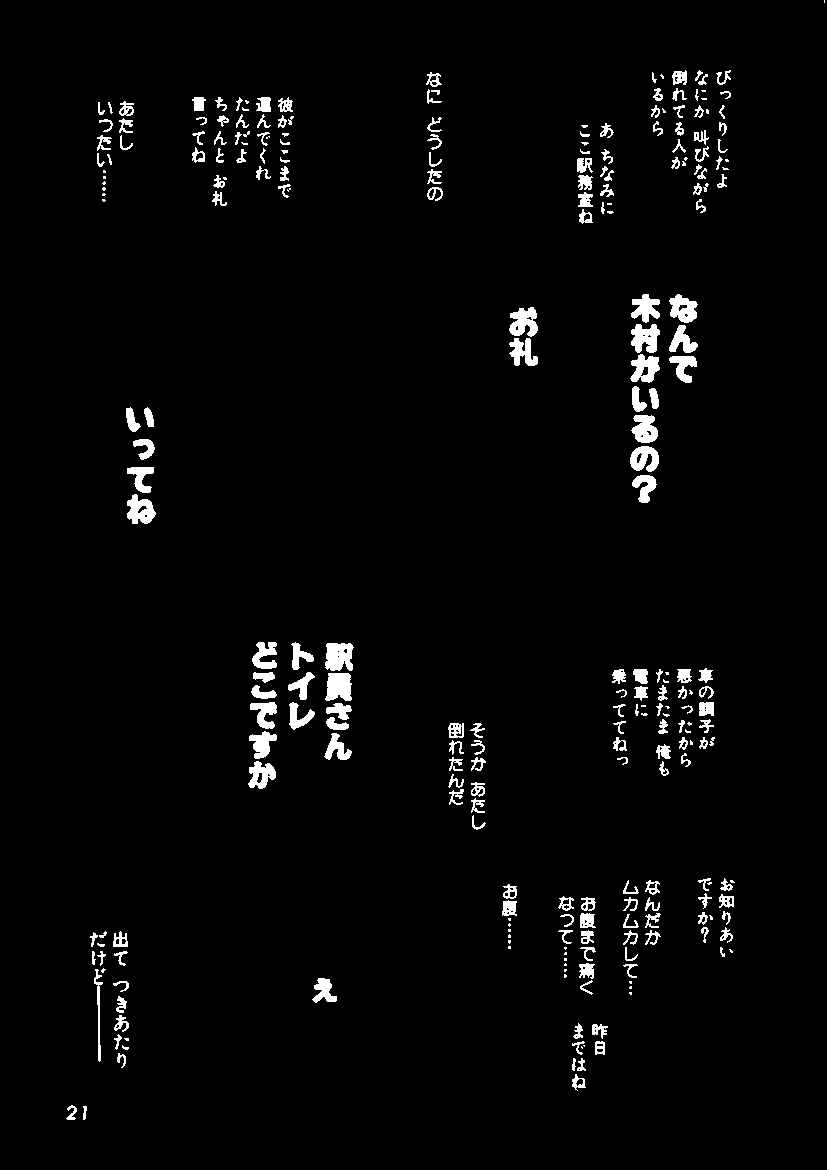 びっくりしたよ
なにか 叫びながら
倒れてる人が
いるから
あ ちなみに
ここ駅務室ね
なに どうしたの
彼がここまで
運んでくれ
たんだよ
ちゃんと お礼
言ってね
あたし
いったい……
なんで
木村がいるの?
お礼
いってね
車の調子が
悪かったから
たまたま 俺も
電車に
乗っててねっ
そうか あたし
倒れたんだ
駅員さん
トイレ
どこですか
お知りあい
ですか?
なんだか
ムカムカして…
お腹まで痛く
なって……
昨日
まではね
お腹……
え
出て つきあたり
だけど――
21